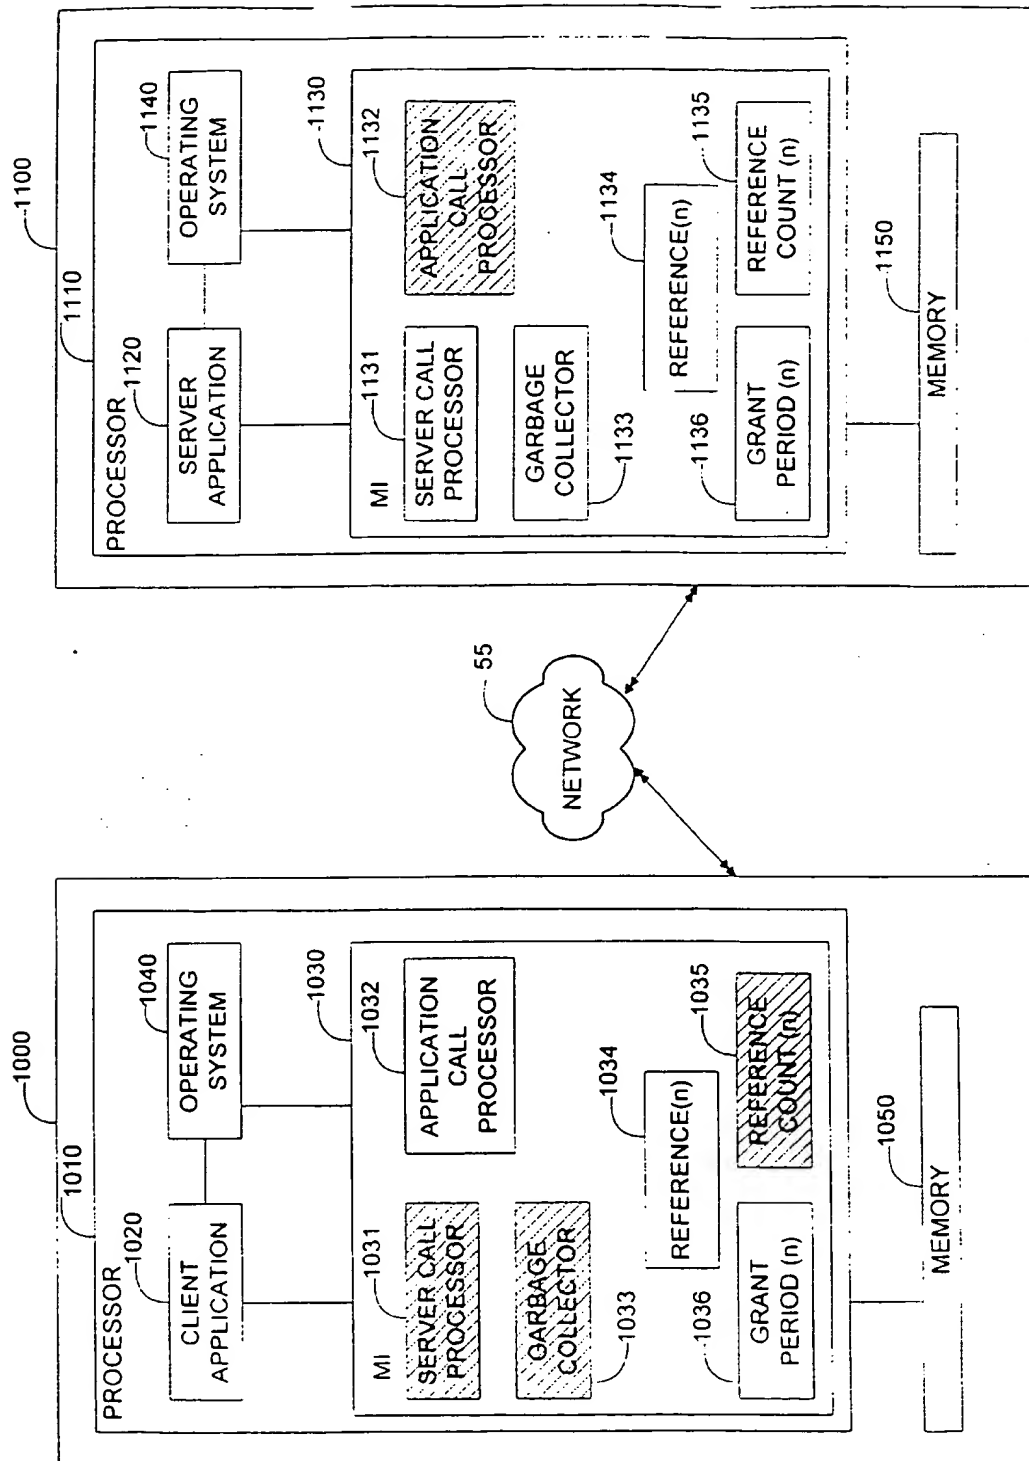 1000
1010
PROCESSOR
1020
CLIENT
APPLICATION
1040
OPERATING
SYSTEM
1030
MI
1031
SERVER CALL
PROCESSOR
1032
APPLICATION
CALL
PROCESSOR
GARBAGE
COLLECTOR
1033
1034
REFERENCE(n)
1036
GRANT
PERIOD (n)
1035
REFERENCE
COUNT (n)
1050
MEMORY
55
NETWORK
1100
1110
PROCESSOR
1120
SERVER
APPLICATION
1140
OPERATING
SYSTEM
1130
MI
1131
SERVER CALL
PROCESSOR
1132
APPLICATION
CALL
PROCESSOR
GARBAGE
COLLECTOR
1133
1134
REFERENCE(n)
1136
GRANT
PERIOD (n)
1135
REFERENCE
COUNT (n)
1150
MEMORY